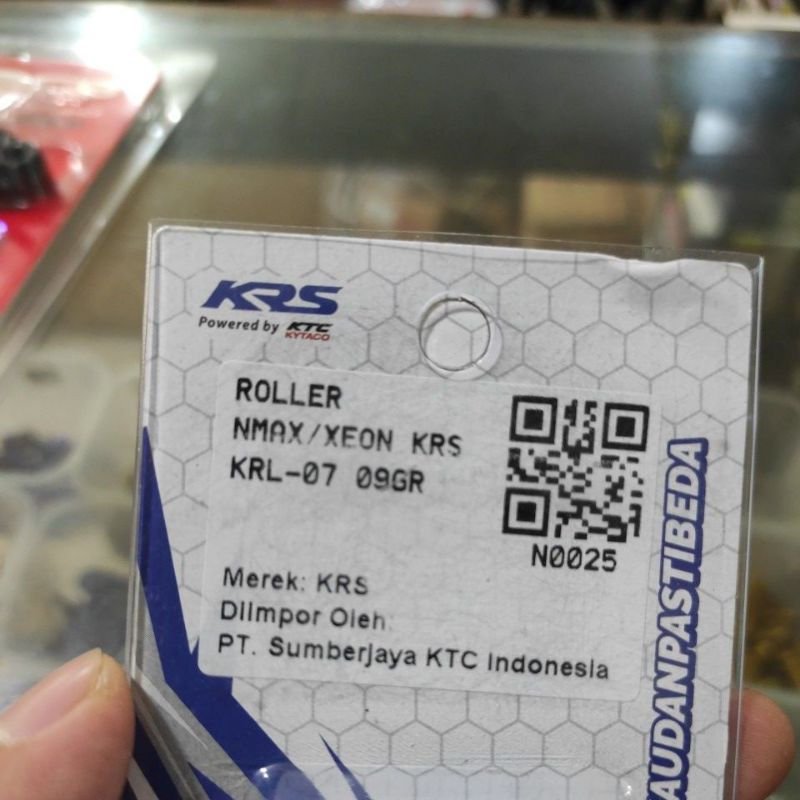 KRS
Powered by KTC
KYTACO
ROLLER
NMAX/XEON KRS
KRL-07 09GR
N0025
Merek: KRS
DiImpor Oleh:
PT. Sumberjaya KTC Indonesia
AUDANPASTIBEDA